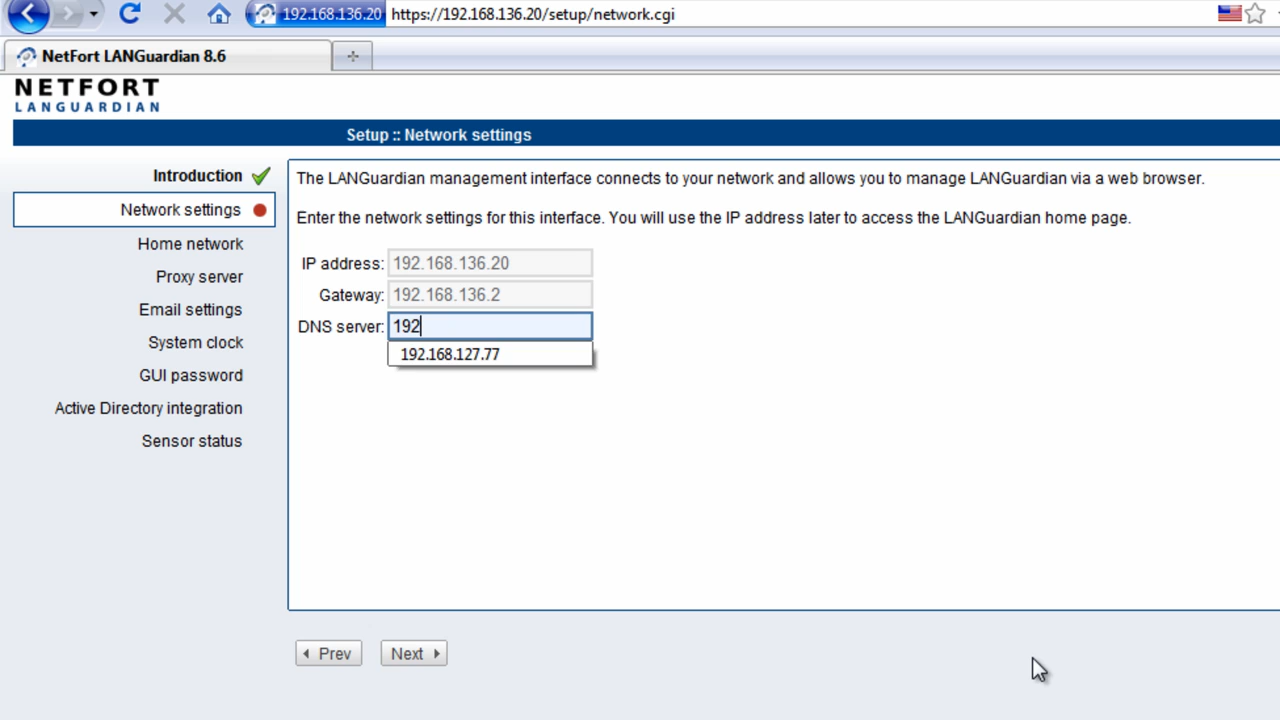 192.168.136.20 https://192.168.136.20/setup/network.cgi
NetFort LANGuardian 8.6
NETFORT
LANGUARDIAN
Setup :: Network settings
Introduction
Network settings
Home network
Proxy server
Email settings
System clock
GUI password
Active Directory integration
Sensor status
The LANGuardian management interface connects to your network and allows you to manage LANGuardian via a web browser.
Enter the network settings for this interface. You will use the IP address later to access the LANGuardian home page.
IP address: 192.168.136.20
Gateway: 192.168.136.2
DNS server: 192
192.168.127.77
Prev Next